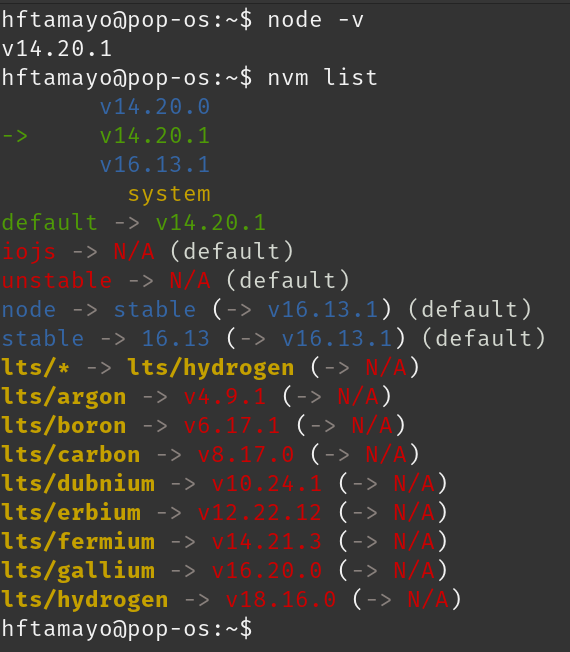 hftamayo@pop-os:~$ node -v
v14.20.1
hftamayo@pop-os:~$ nvm list
       v14.20.0
->     v14.20.1
       v16.13.1
         system
default -> v14.20.1
iojs -> N/A (default)
unstable -> N/A (default)
node -> stable (-> v16.13.1) (default)
stable -> 16.13 (-> v16.13.1) (default)
lts/* -> lts/hydrogen (-> N/A)
lts/argon -> v4.9.1 (-> N/A)
lts/boron -> v6.17.1 (-> N/A)
lts/carbon -> v8.17.0 (-> N/A)
lts/dubnium -> v10.24.1 (-> N/A)
lts/erbium -> v12.22.12 (-> N/A)
lts/fermium -> v14.21.3 (-> N/A)
lts/gallium -> v16.20.0 (-> N/A)
lts/hydrogen -> v18.16.0 (-> N/A)
hftamayo@pop-os:~$